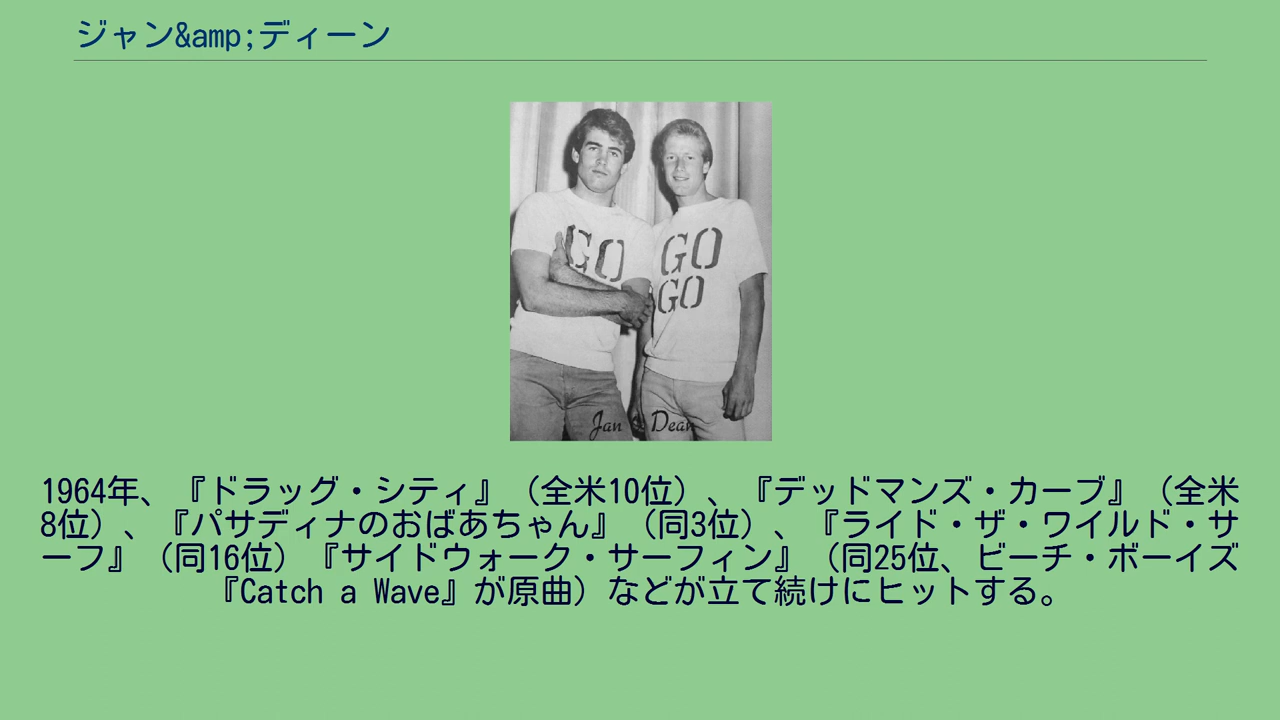 ジャン&amp;ディーン
GO
GO
GO
Jan & Dean
1964年、『ドラッグ・シティ』（全米10位）、『デッドマンズ・カーブ』（全米
8位）、『パサディナのおばあちゃん』（同3位）、『ライド・ザ・ワイルド・サ
ーフ』（同16位）『サイドウォーク・サーフィン』（同25位、ビーチ・ボーイズ
『Catch a Wave』が原曲）などが立て続けにヒットする。